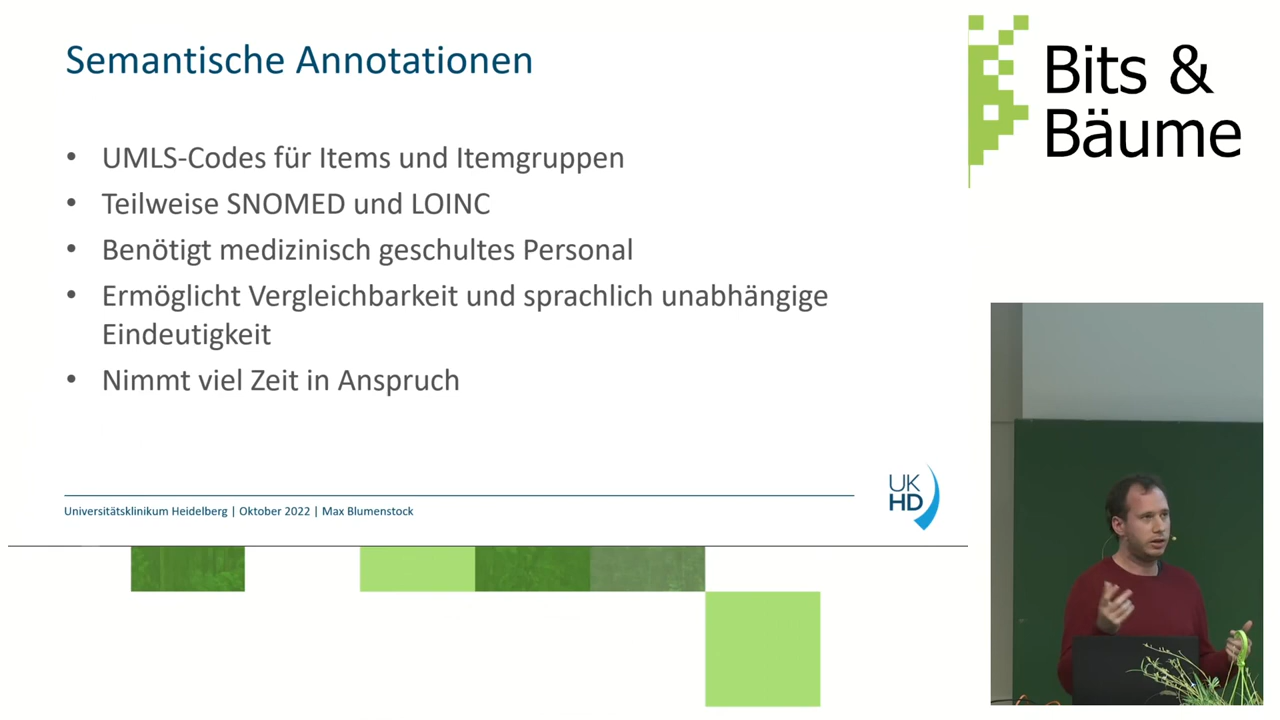 Semantische Annotationen
• UMLS-Codes für Items und Itemgruppen
• Teilweise SNOMED und LOINC
• Benötigt medizinisch geschultes Personal
• Ermöglicht Vergleichbarkeit und sprachlich unabhängige
Eindeutigkeit
• Nimmt viel Zeit in Anspruch
Universitätsklinikum Heidelberg | Oktober 2022 | Max Blumenstock
UK
HD
Bits &
Bäume